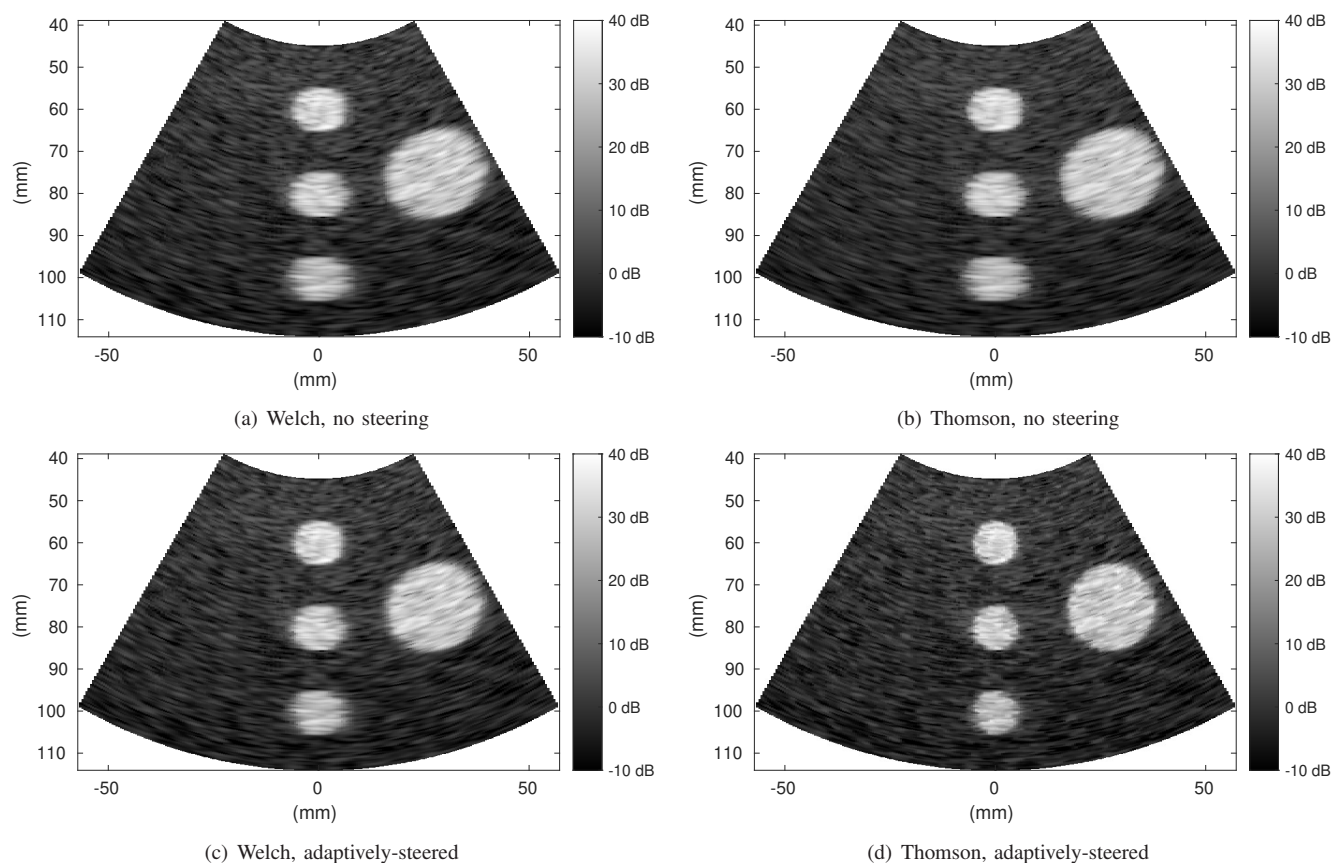 40
50
60
70
80
90
100
110
(mm)
-50
0
50
(mm)
40 dB
30 dB
20 dB
10 dB
0 dB
-10 dB
(a) Welch, no steering
40
50
60
70
80
90
100
110
(mm)
-50
0
50
(mm)
40 dB
30 dB
20 dB
10 dB
0 dB
-10 dB
(b) Thomson, no steering
40
50
60
70
80
90
100
110
(mm)
-50
0
50
(mm)
40 dB
30 dB
20 dB
10 dB
0 dB
-10 dB
(c) Welch, adaptively-steered
40
50
60
70
80
90
100
110
(mm)
-50
0
50
(mm)
40 dB
30 dB
20 dB
10 dB
0 dB
-10 dB
(d) Thomson, adaptively-steered